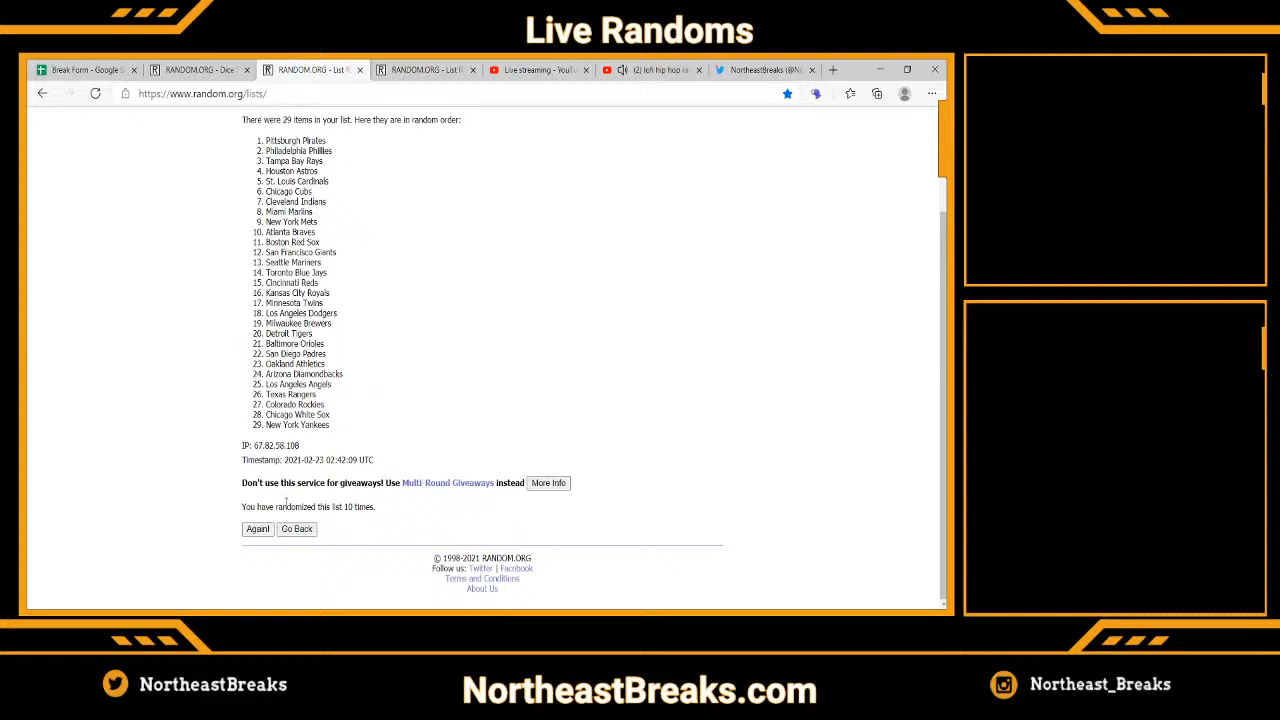 Live Randoms
Break Form - Google S
RANDOM.ORG - Dice
RANDOM.ORG - List R
RANDOM.ORG - List R
Live streaming - YouTu
(2) lofi hip hop ra
NortheastBreaks (@No
https://www.random.org/lists/
There were 29 items in your list. Here they are in random order:
1. Pittsburgh Pirates
2. Philadelphia Phillies
3. Tampa Bay Rays
4. Houston Astros
5. St. Louis Cardinals
6. Chicago Cubs
7. Cleveland Indians
8. Miami Marlins
9. New York Mets
10. Atlanta Braves
11. Boston Red Sox
12. San Francisco Giants
13. Seattle Mariners
14. Toronto Blue Jays
15. Cincinnati Reds
16. Kansas City Royals
17. Minnesota Twins
18. Los Angeles Dodgers
19. Milwaukee Brewers
20. Detroit Tigers
21. Baltimore Orioles
22. San Diego Padres
23. Oakland Athletics
24. Arizona Diamondbacks
25. Los Angeles Angels
26. Texas Rangers
27. Colorado Rockies
28. Chicago White Sox
29. New York Yankees
IP: 67.82.58.108
Timestamp: 2021-02-23 02:42:09 UTC
Don't use this service for giveaways! Use Multi-Round Giveaways instead More Info
You have randomized this list 10 times.
Again! Go Back
© 1998-2021 RANDOM.ORG
Follow us: Twitter | Facebook
Terms and Conditions
About Us
NortheastBreaks
NortheastBreaks.com
Northeast_Breaks